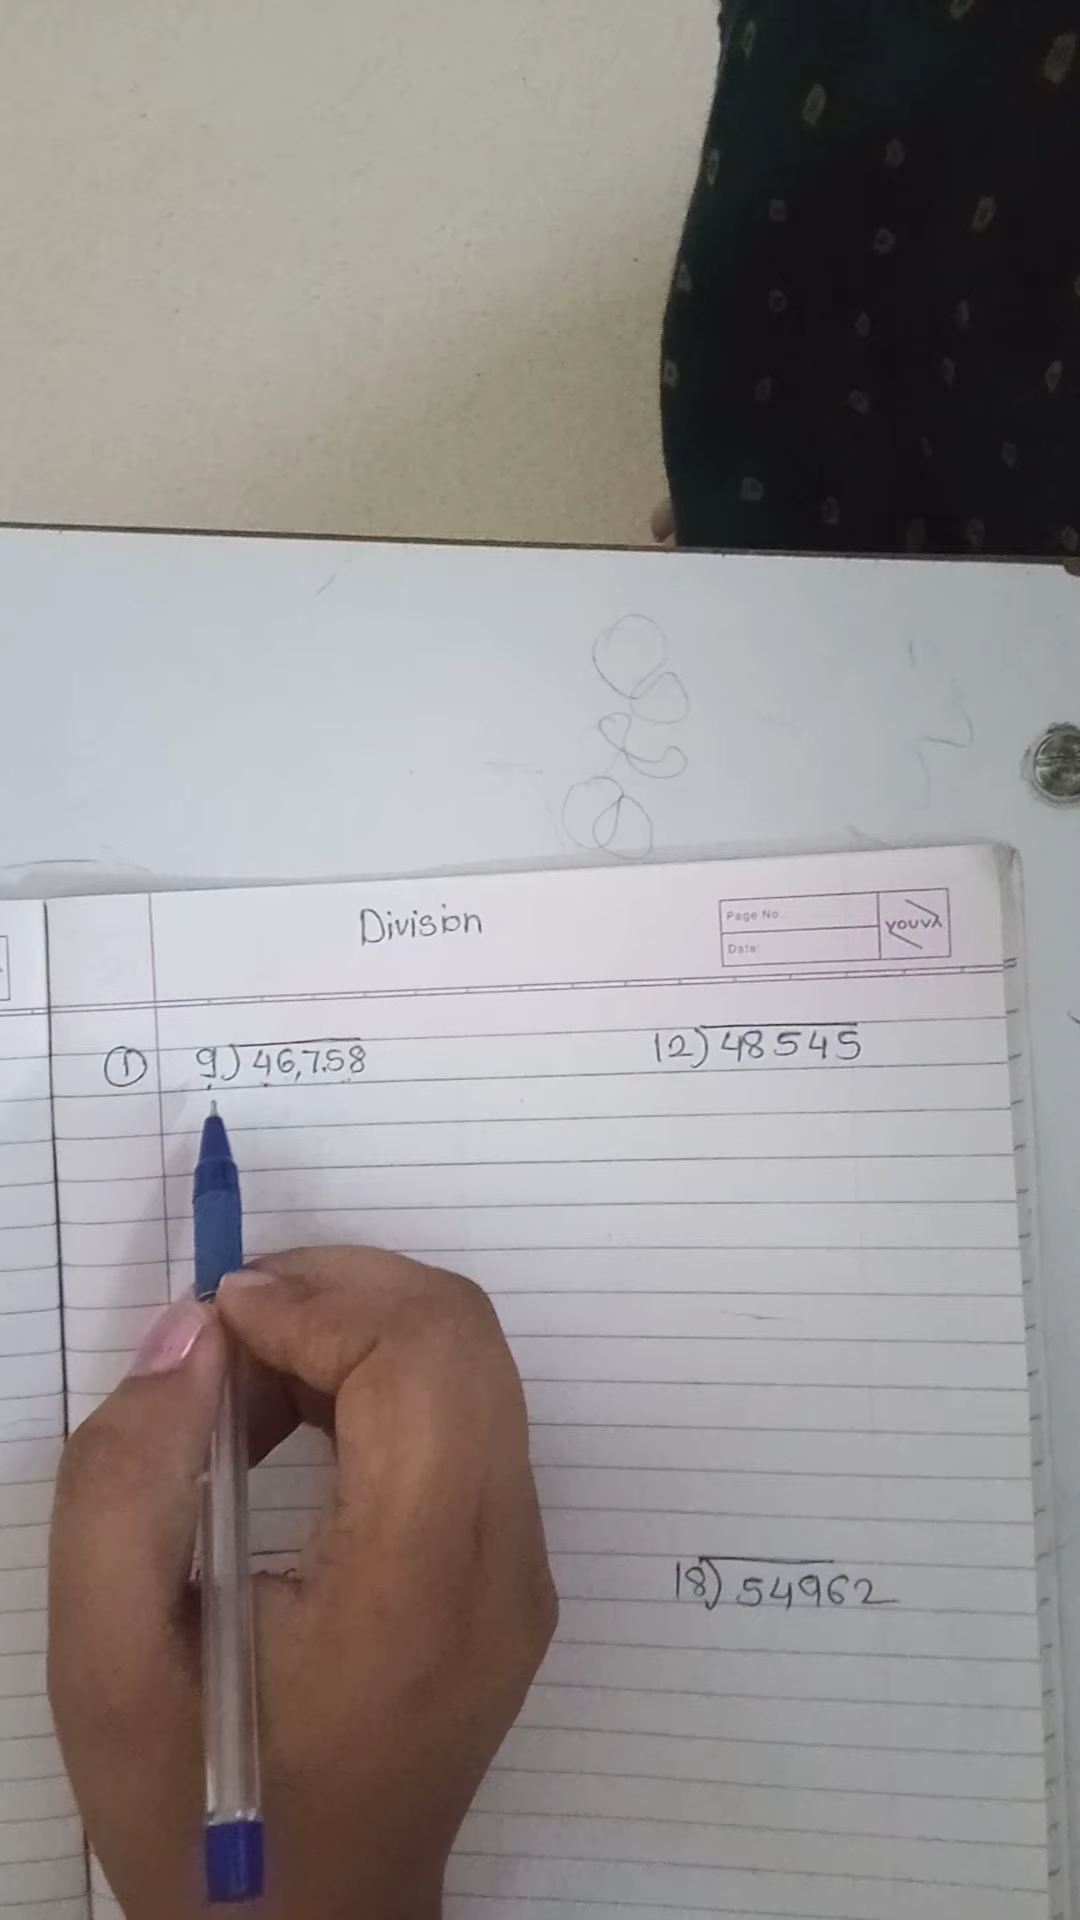 Division
Page No.
Date:
YOUVA
① 9)46,758
12)48545
18)54962